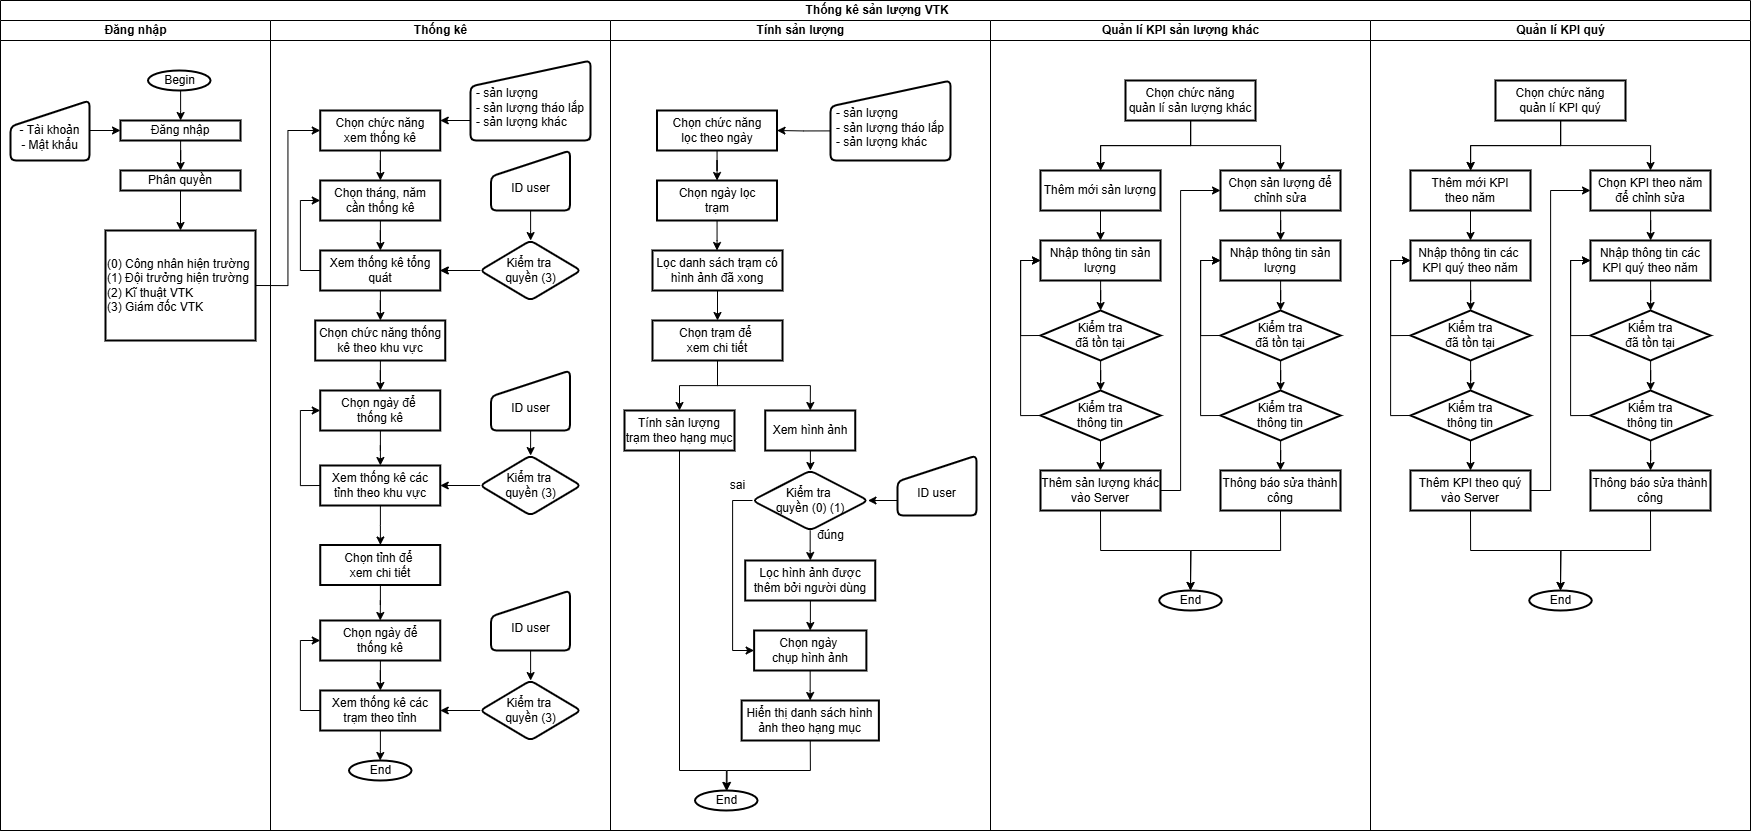 Thống kê sản lượng VTK
Đăng nhập
Thống kê
Tính sản lượng
Quản lí KPI sản lượng khác
Quản lí KPI quý
Begin
- Tài khoản
- Mật khẩu
Đăng nhập
Phân quyền
(0) Công nhân hiện trường
(1) Đội trưởng hiện trường
(2) Kĩ thuật VTK
(3) Giám đốc VTK
- sản lượng
- sản lượng tháo lắp
- sản lượng khác
Chọn chức năng
xem thống kê
Chọn tháng, năm
cần thống kê
ID user
Xem thống kê tổng
quát
Kiểm tra
quyền (3)
Chọn chức năng thống
kê theo khu vực
Chọn ngày để
thống kê
ID user
Xem thống kê các
tỉnh theo khu vực
Kiểm tra
quyền (3)
Chọn tỉnh để
xem chi tiết
Chọn ngày để
thống kê
ID user
Xem thống kê các
trạm theo tỉnh
Kiểm tra
quyền (3)
End
Chọn chức năng
lọc theo ngày
- sản lượng
- sản lượng tháo lắp
- sản lượng khác
Chọn ngày lọc
trạm
Lọc danh sách trạm có
hình ảnh đã xong
Chọn trạm để
xem chi tiết
Tính sản lượng
trạm theo hạng mục
Xem hình ảnh
sai
Kiểm tra
quyền (0) (1)
ID user
đúng
Lọc hình ảnh được
thêm bởi người dùng
Chọn ngày
chụp hình ảnh
Hiển thị danh sách hình
ảnh theo hạng mục
End
Chọn chức năng
quản lí sản lượng khác
Thêm mới sản lượng
Chọn sản lượng để
chỉnh sửa
Nhập thông tin sản
lượng
Nhập thông tin sản
lượng
Kiểm tra
đã tồn tại
Kiểm tra
đã tồn tại
Kiểm tra
thông tin
Kiểm tra
thông tin
Thêm sản lượng khác
vào Server
Thông báo sửa thành
công
End
Chọn chức năng
quản lí KPI quý
Thêm mới KPI
theo năm
Chọn KPI theo năm
để chỉnh sửa
Nhập thông tin các
KPI quý theo năm
Nhập thông tin các
KPI quý theo năm
Kiểm tra
đã tồn tại
Kiểm tra
đã tồn tại
Kiểm tra
thông tin
Kiểm tra
thông tin
Thêm KPI theo quý
vào Server
Thông báo sửa thành
công
End